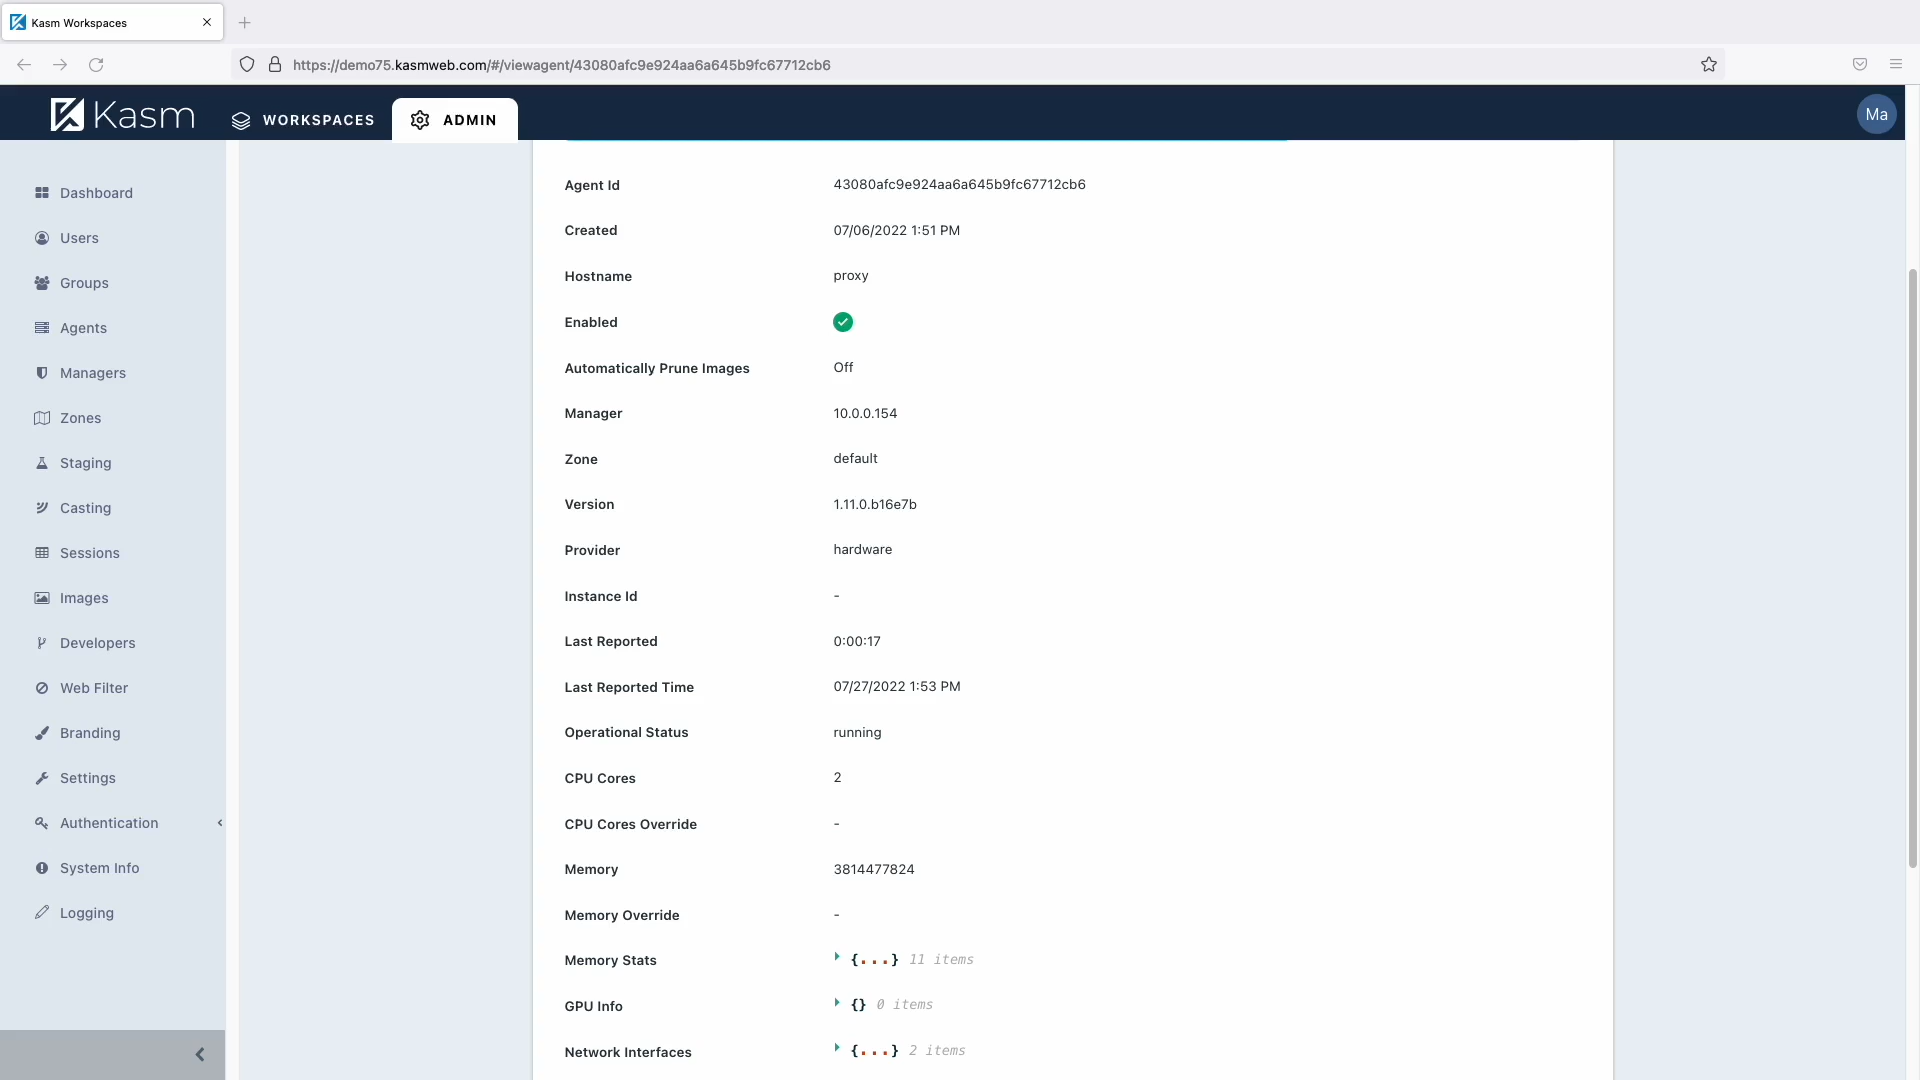 Kasm Workspaces
https://demo75.kasmweb.com/#/viewagent/43080afc9e924aa6a645b9fc67712cb6
Kasm
WORKSPACES
ADMIN
Ma
Dashboard
Users
Groups
Agents
Managers
Zones
Staging
Casting
Sessions
Images
Developers
Web Filter
Branding
Settings
Authentication
System Info
Logging
Agent Id 43080afc9e924aa6a645b9fc67712cb6
Created 07/06/2022 1:51 PM
Hostname proxy
Enabled
Automatically Prune Images Off
Manager 10.0.0.154
Zone default
Version 1.11.0.b16e7b
Provider hardware
Instance Id -
Last Reported 0:00:17
Last Reported Time 07/27/2022 1:53 PM
Operational Status running
CPU Cores 2
CPU Cores Override -
Memory 3814477824
Memory Override -
Memory Stats {...} 11 items
GPU Info {} 0 items
Network Interfaces {...} 2 items